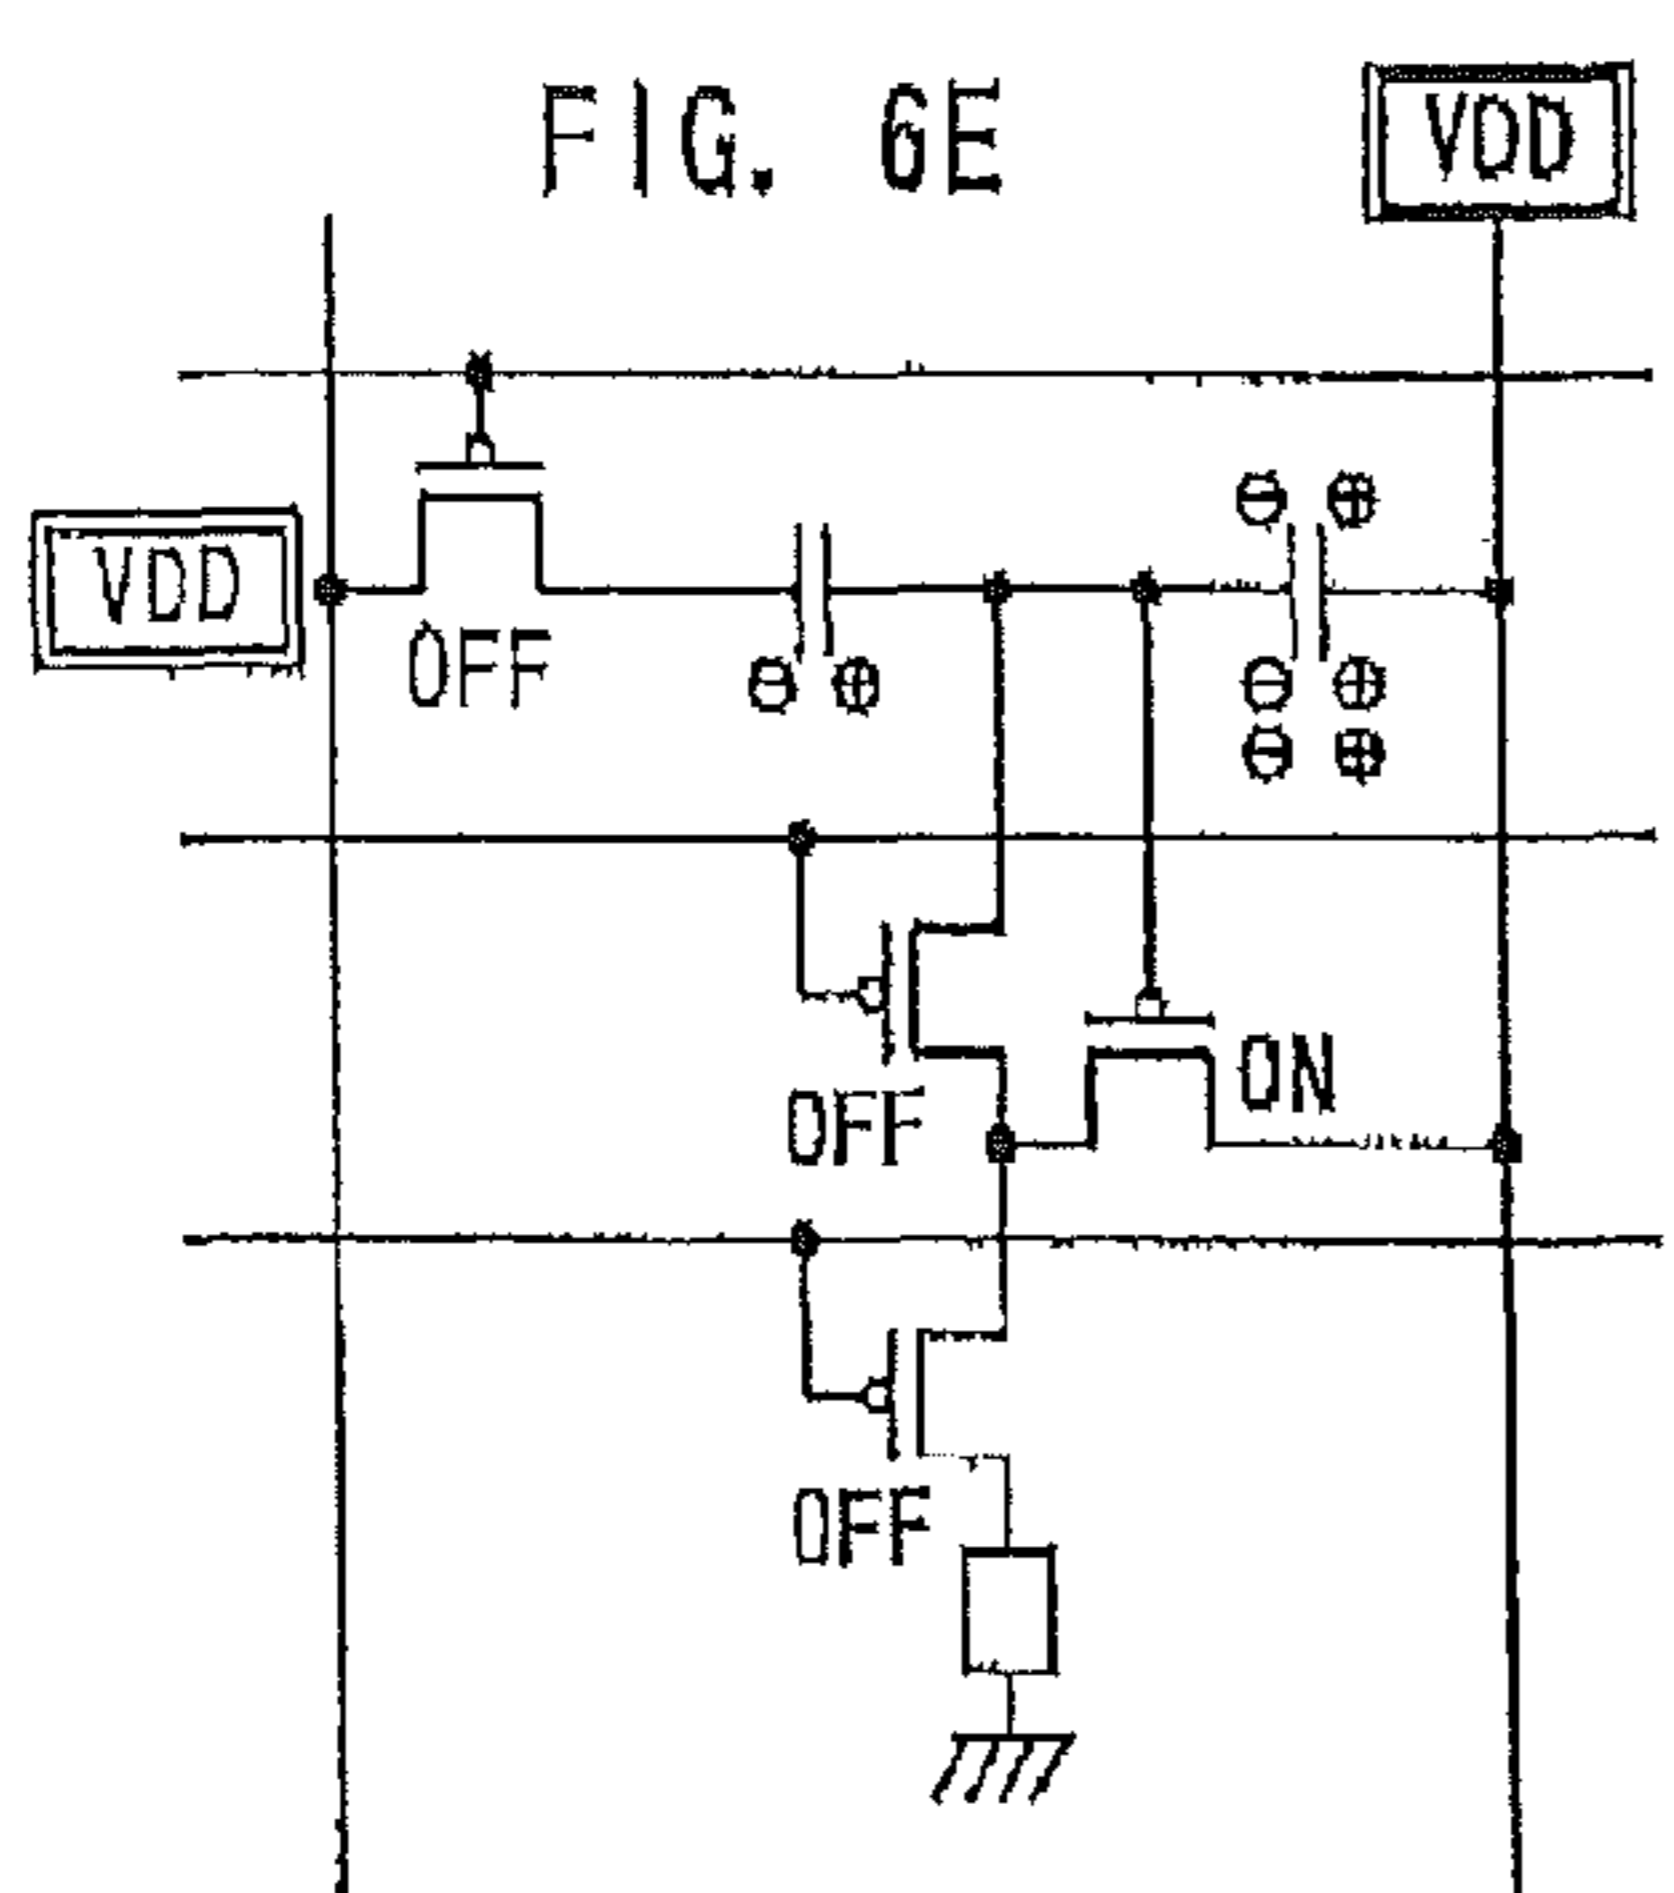 FIG. 6E
VDD
VDD
OFF
⊖ ⊕
⊖ ⊕
⊖ ⊕
⊖ ⊕
OFF
ON
OFF